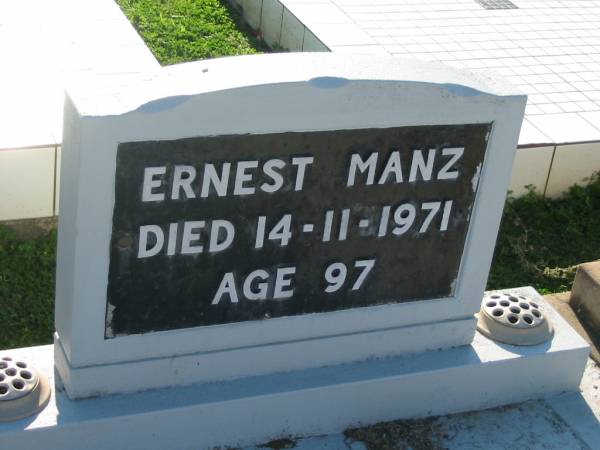 ERNEST MANZ
DIED 14-11-1971
AGE 97